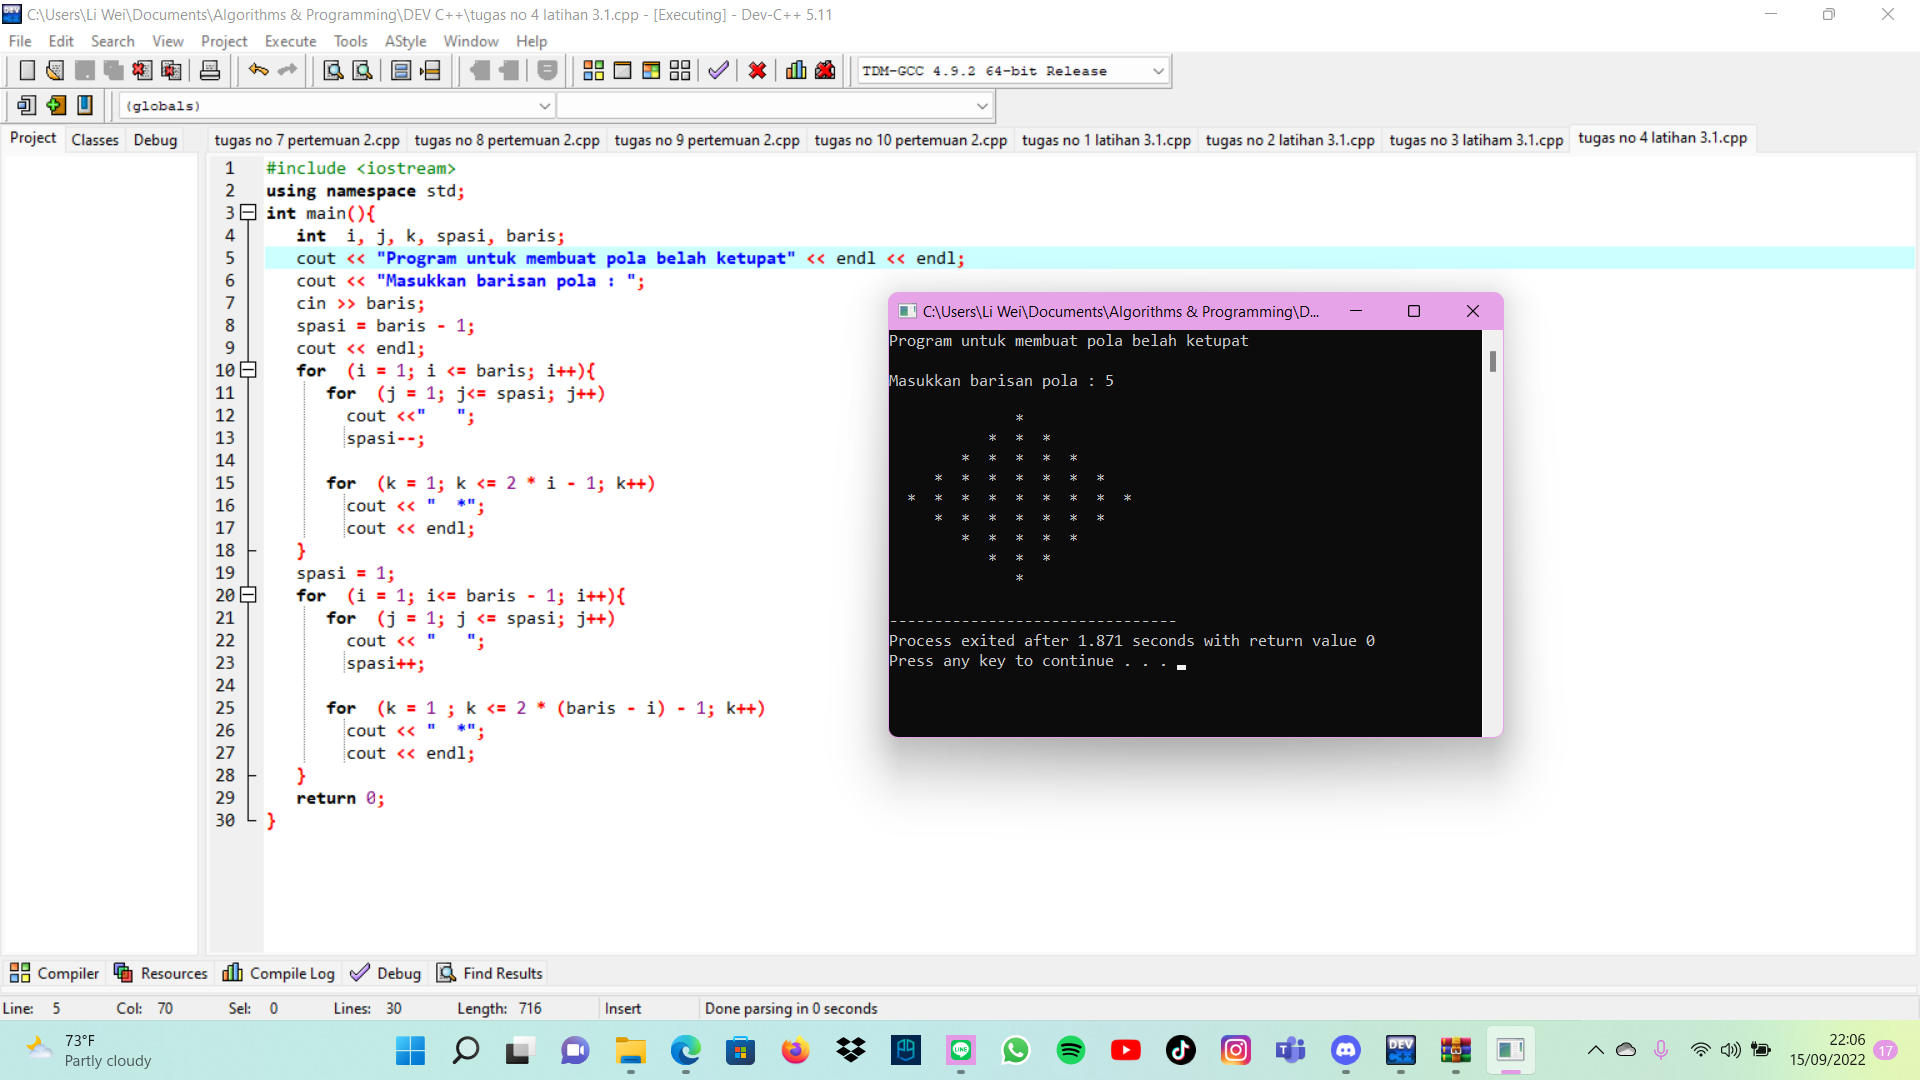 C:\Users\Li Wei\Documents\Algorithms & Programming\DEV C++\tugas no 4 latihan 3.1.cpp - [Executing] - Dev-C++ 5.11
File Edit Search View Project Execute Tools AStyle Window Help
TDM-GCC 4.9.2 64-bit Release
(globals)
Project Classes Debug
tugas no 7 pertemuan 2.cpp tugas no 8 pertemuan 2.cpp tugas no 9 pertemuan 2.cpp tugas no 10 pertemuan 2.cpp tugas no 1 latihan 3.1.cpp tugas no 2 latihan 3.1.cpp tugas no 3 latiham 3.1.cpp tugas no 4 latihan 3.1.cpp
1 #include <iostream>
2 using namespace std;
3 int main(){
4 int  i, j, k, spasi, baris;
5 cout << "Program untuk membuat pola belah ketupat" << endl << endl;
6 cout << "Masukkan barisan pola : ";
7 cin >> baris;
8 spasi = baris - 1;
9 cout << endl;
10 for  (i = 1; i <= baris; i++){
11 for  (j = 1; j<= spasi; j++)
12 cout <<"   ";
13 spasi--;
14
15 for  (k = 1; k <= 2 * i - 1; k++)
16 cout << "  *";
17 cout << endl;
18 }
19 spasi = 1;
20 for  (i = 1; i<= baris - 1; i++){
21 for  (j = 1; j <= spasi; j++)
22 cout << "   ";
23 spasi++;
24
25 for  (k = 1 ; k <= 2 * (baris - i) - 1; k++)
26 cout << "  *";
27 cout << endl;
28 }
29 return 0;
30 }
C:\Users\Li Wei\Documents\Algorithms & Programming\D...
Program untuk membuat pola belah ketupat
Masukkan barisan pola : 5
              *
           *  *  *
        *  *  *  *  *
     *  *  *  *  *  *  *
  *  *  *  *  *  *  *  *  *
     *  *  *  *  *  *  *
        *  *  *  *  *
           *  *  *
              *
--------------------------------
Process exited after 1.871 seconds with return value 0
Press any key to continue . . .
Compiler Resources Compile Log Debug Find Results
Line: 5 Col: 70 Sel: 0 Lines: 30 Length: 716 Insert Done parsing in 0 seconds
73°F
Partly cloudy
DEV C++
22:06
15/09/2022
17